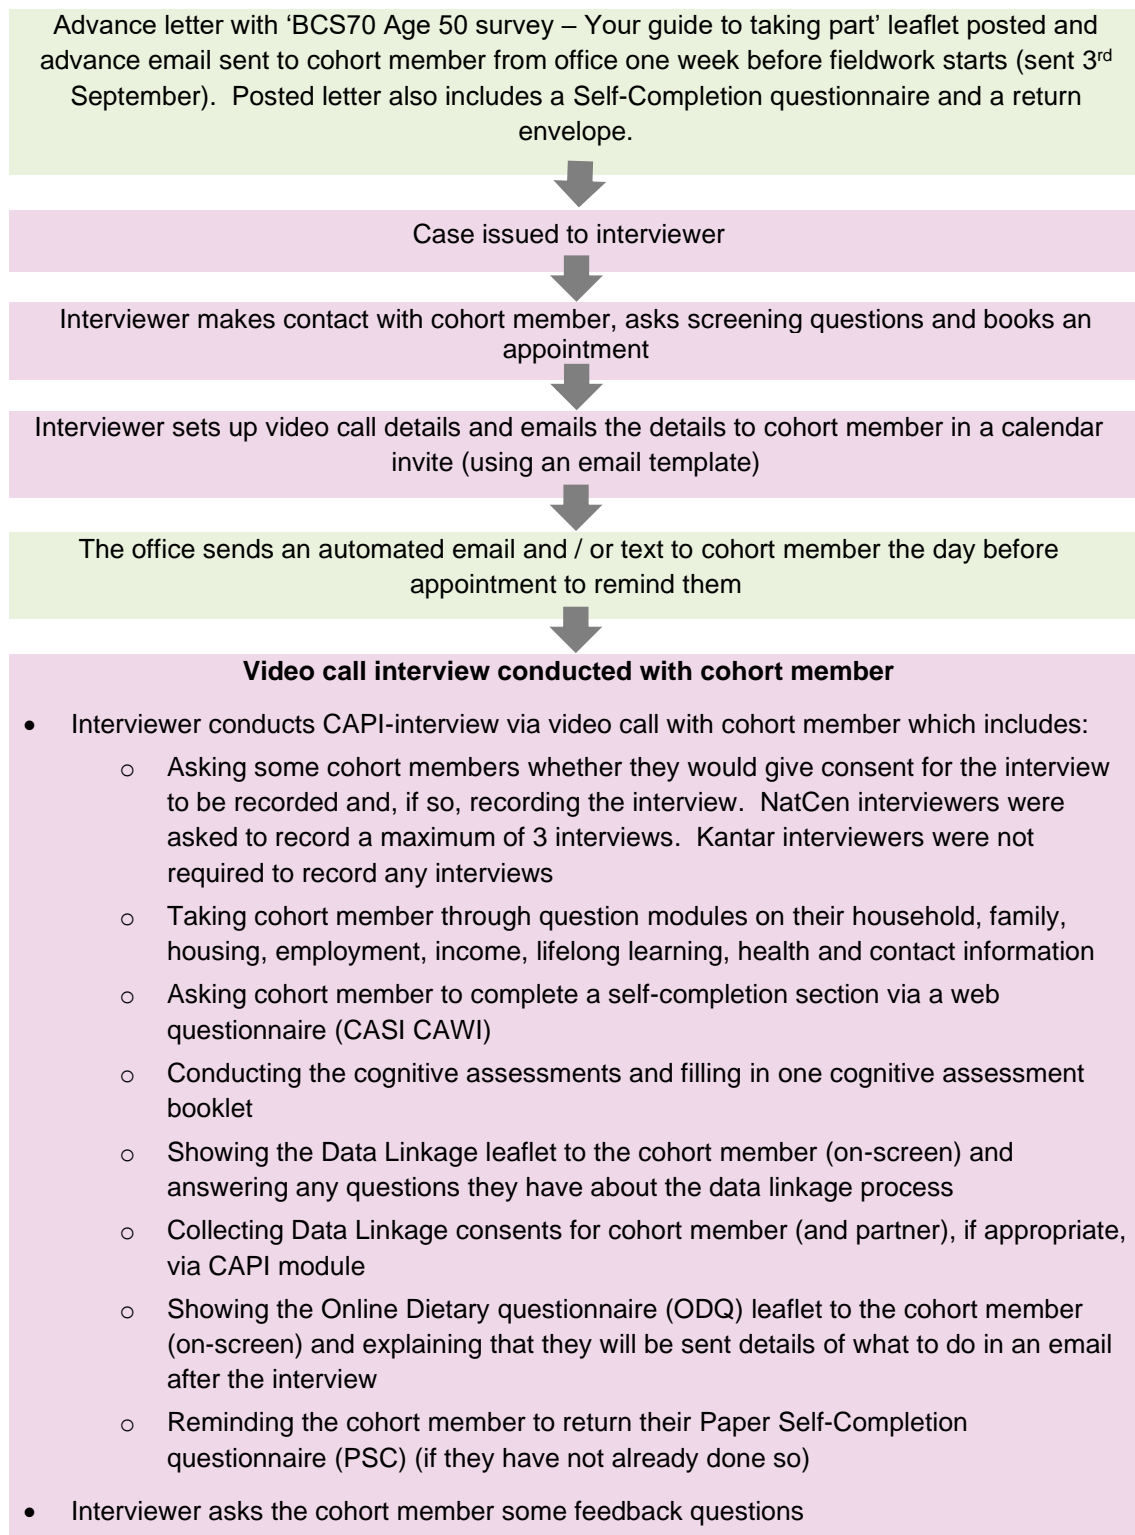 Advance letter with ‘BCS70 Age 50 survey – Your guide to taking part’ leaflet posted and
advance email sent to cohort member from office one week before fieldwork starts (sent 3rd
September). Posted letter also includes a Self-Completion questionnaire and a return
envelope.
Case issued to interviewer
Interviewer makes contact with cohort member, asks screening questions and books an
appointment
Interviewer sets up video call details and emails the details to cohort member in a calendar
invite (using an email template)
The office sends an automated email and / or text to cohort member the day before
appointment to remind them
Video call interview conducted with cohort member
• Interviewer conducts CAPI-interview via video call with cohort member which includes:
o Asking some cohort members whether they would give consent for the interview
to be recorded and, if so, recording the interview. NatCen interviewers were
asked to record a maximum of 3 interviews. Kantar interviewers were not
required to record any interviews
o Taking cohort member through question modules on their household, family,
housing, employment, income, lifelong learning, health and contact information
o Asking cohort member to complete a self-completion section via a web
questionnaire (CASI CAWI)
o Conducting the cognitive assessments and filling in one cognitive assessment
booklet
o Showing the Data Linkage leaflet to the cohort member (on-screen) and
answering any questions they have about the data linkage process
o Collecting Data Linkage consents for cohort member (and partner), if appropriate,
via CAPI module
o Showing the Online Dietary questionnaire (ODQ) leaflet to the cohort member
(on-screen) and explaining that they will be sent details of what to do in an email
after the interview
o Reminding the cohort member to return their Paper Self-Completion
questionnaire (PSC) (if they have not already done so)
• Interviewer asks the cohort member some feedback questions